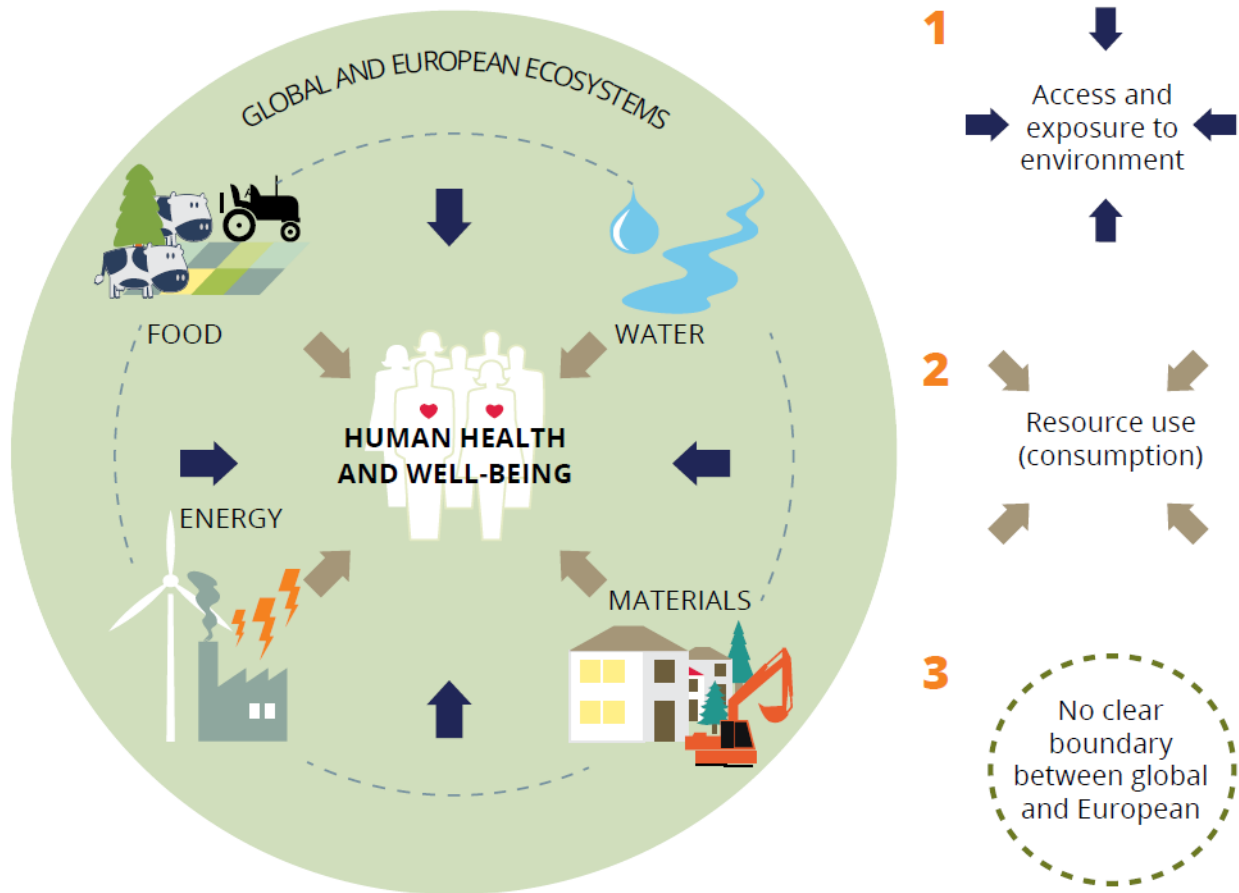 GLOBAL AND EUROPEAN ECOSYSTEMS
FOOD
WATER
HUMAN HEALTH
AND WELL-BEING
ENERGY
MATERIALS
1
Access and
exposure to
environment
2
Resource use
(consumption)
3
No clear
boundary
between global
and European